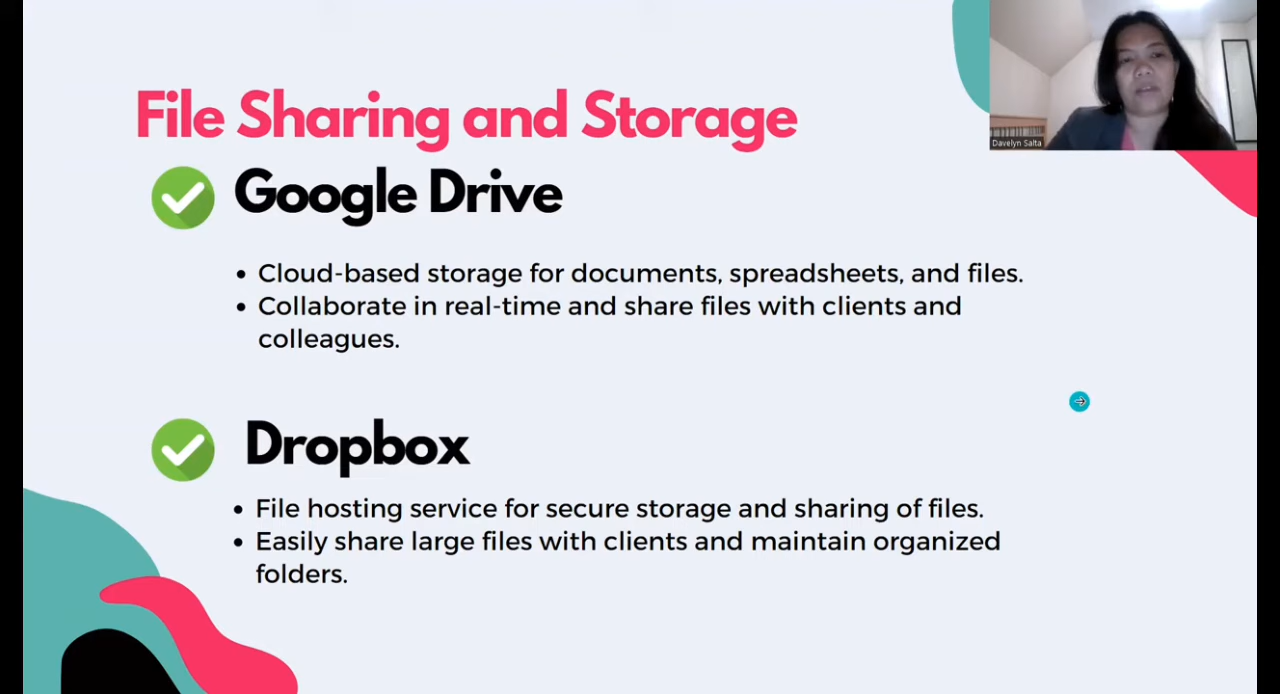 File Sharing and Storage
Google Drive
• Cloud-based storage for documents, spreadsheets, and files.
• Collaborate in real-time and share files with clients and
colleagues.
Dropbox
• File hosting service for secure storage and sharing of files.
• Easily share large files with clients and maintain organized
folders.
Davelyn Salta